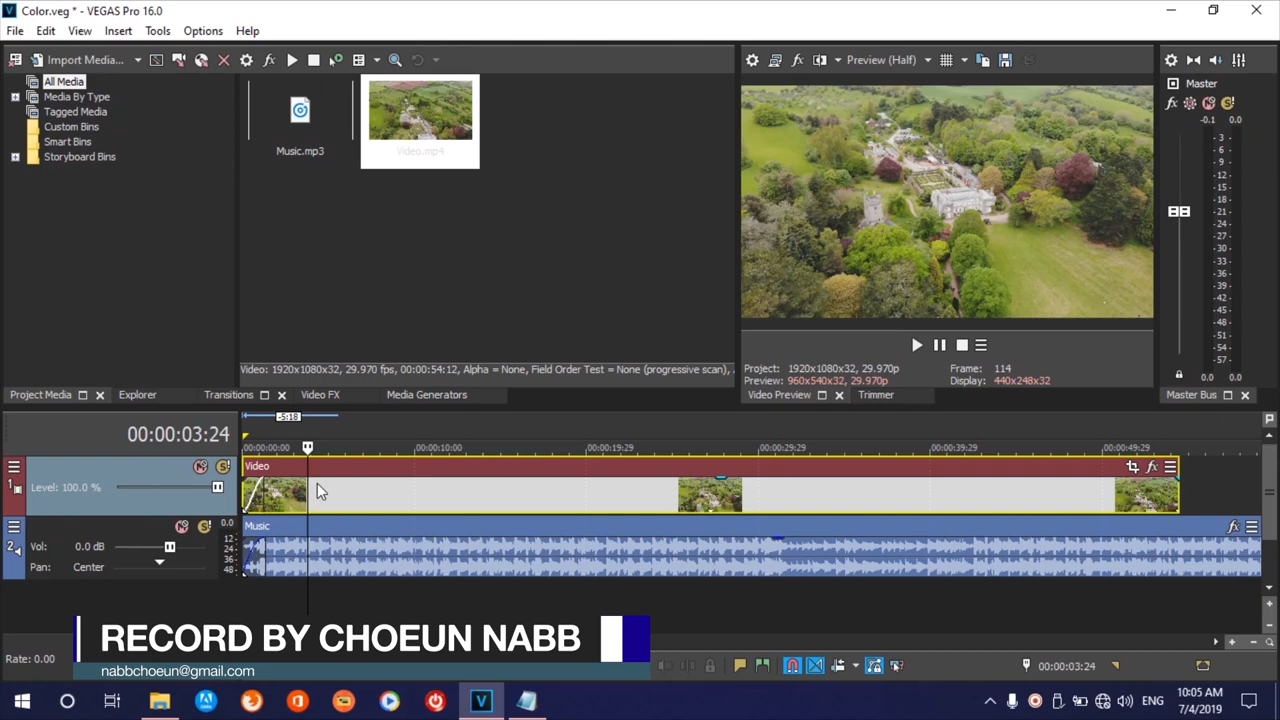 Color.veg * - VEGAS Pro 16.0
File Edit View Insert Tools Options Help
Import Media...
All Media
Media By Type
Tagged Media
Custom Bins
Smart Bins
Storyboard Bins
Music.mp3
Video.mp4
Video: 1920x1080x32, 29.970 fps, 00:00:54:12, Alpha = None, Field Order Test = None (progressive scan),
Project Media
Explorer
Transitions
Video FX
Media Generators
Preview (Half)
Project: 1920x1080x32, 29.970p
Frame: 114
Preview: 960x540x32, 29.970p
Display: 440x248x32
Video Preview
Trimmer
Master
fx
-0.1 0.0
-3
-6
-9
-12
-15
-18
-21
-24
-27
-30
-33
-36
-39
-42
-45
-48
-51
-54
-57
0.0 0.0
Master Bus
-5:18
00:00:03:24
00:00:00:00 00:00:10:00 00:00:19:29 00:00:29:29 00:00:39:29 00:00:49:29
1
Level: 100.0 %
Video
fx
2
Vol: 0.0 dB
Pan: Center
0.0
12-
24-
36-
48-
Music
fx
RECORD BY CHOEUN NABB
nabbchoeun@gmail.com
Rate: 0.00
00:00:03:24
V
ENG
10:05 AM
7/4/2019